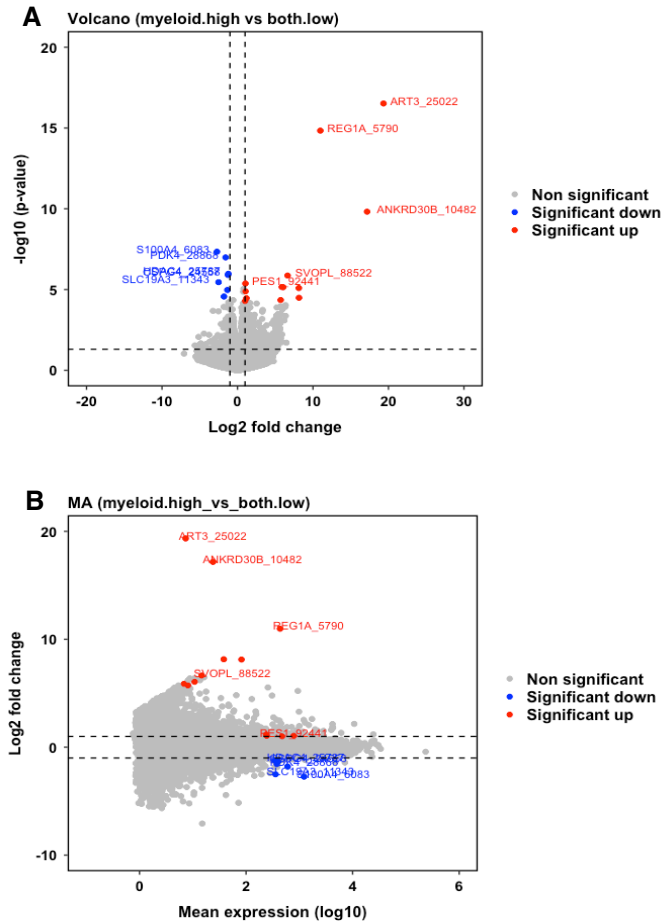 A
Volcano (myeloid.high vs both.low)
20
15
10
5
0
-log10 (p-value)
ART3_25022
REG1A_5790
ANKRD30B_10482
S100A4_6083
PDK4_28868
SLC19A3_11343
PES1_92441
SVOPL_88522
-20
-10
0
10
20
30
Log2 fold change
Non significant
Significant down
Significant up
B
MA (myeloid.high_vs_both.low)
20
10
0
-10
Log2 fold change
ART3_25022
ANKRD30B_10482
REG1A_5790
SVOPL_88522
PES1_92441
SLC19A3_11343
S100A4_6083
0
2
4
6
Mean expression (log10)
Non significant
Significant down
Significant up